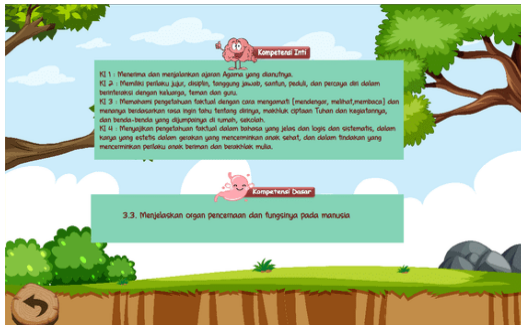 Kompetensi Inti
KI 1 : Menerima dan menjalankan ajaran Agama yang dianutnya.
KI 2 : Memiliki perilaku jujur, disiplin, tanggung jawab, santun, peduli, dan percaya diri dalam
berinteraksi dengan keluarga, teman dan guru.
KI 3 : Memahami pengetahuan faktual dengan cara mengamati [mendengar, melihat,membaca] dan
menanya berdasarkan rasa ingin tahu tentang dirinya, makhluk ciptaan Tuhan dan kegiatannya,
dan benda-benda yang dijumpainya di rumah, sekolah.
KI 4 : Menyajikan pengetahuan faktual dalam bahasa yang jelas dan logis dan sistematis, dalam
karya yang estetis dalam gerakan yang mencerminkan anak sehat, dan dalam tindakan yang
mencerminkan perilaku anak beriman dan berakhlak mulia.
Kompetensi Dasar
3.3. Menjelaskan organ pencernaan dan fungsinya pada manusia